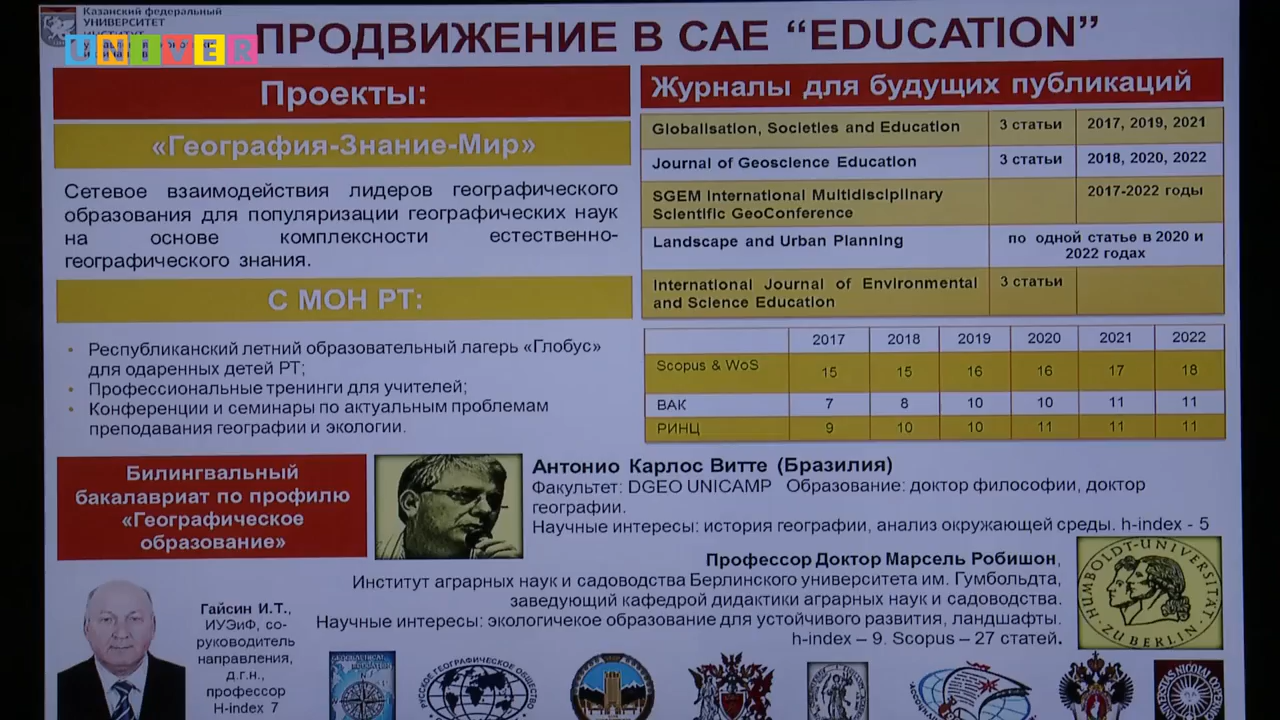 Казанский федеральный
УНИВЕРСИТЕТ
ИНСТИТУТ
UNIVER
ПРОДВИЖЕНИЕ В САЕ “EDUCATION”
Проекты:
«География-Знание-Мир»
Сетевое взаимодействия лидеров географического
образования для популяризации географических наук
на основе комплексности естественно-
географического знания.
С МОН РТ:
• Республиканский летний образовательный лагерь «Глобус»
для одаренных детей РТ;
• Профессиональные тренинги для учителей;
• Конференции и семинары по актуальным проблемам
преподавания географии и экологии.
Журналы для будущих публикаций
Globalisation, Societies and Education 3 статьи 2017, 2019, 2021
Journal of Geoscience Education 3 статьи 2018, 2020, 2022
SGEM International Multidisciplinary 2017-2022 годы
Scientific GeoConference
Landscape and Urban Planning по одной статье в 2020 и
2022 годах
International Journal of Environmental 3 статьи
and Science Education
2017 2018 2019 2020 2021 2022
Scopus & WoS 15 15 16 16 17 18
ВАК 7 8 10 10 11 11
РИНЦ 9 10 10 11 11 11
Билингвальный
бакалавриат по профилю
«Географическое
образование»
Антонио Карлос Витте (Бразилия)
Факультет: DGEO UNICAMP Образование: доктор философии, доктор
географии.
Научные интересы: история географии, анализ окружающей среды. h-index - 5
Профессор Доктор Марсель Робишон,
Институт аграрных наук и садоводства Берлинского университета им. Гумбольдта,
заведующий кафедрой дидактики аграрных наук и садоводства.
Научные интересы: экологичекое образование для устойчивого развития, ландшафты.
h-index – 9. Scopus – 27 статей.
HUMBOLDT-UNIVERSITÄT
ZU BERLIN
Гайсин И.Т.,
ИУЭиФ, со-
руководитель
направления,
д.г.н.,
профессор
H-index 7
РУССКОЕ ГЕОГРАФИЧЕСКОЕ ОБЩЕСТВО